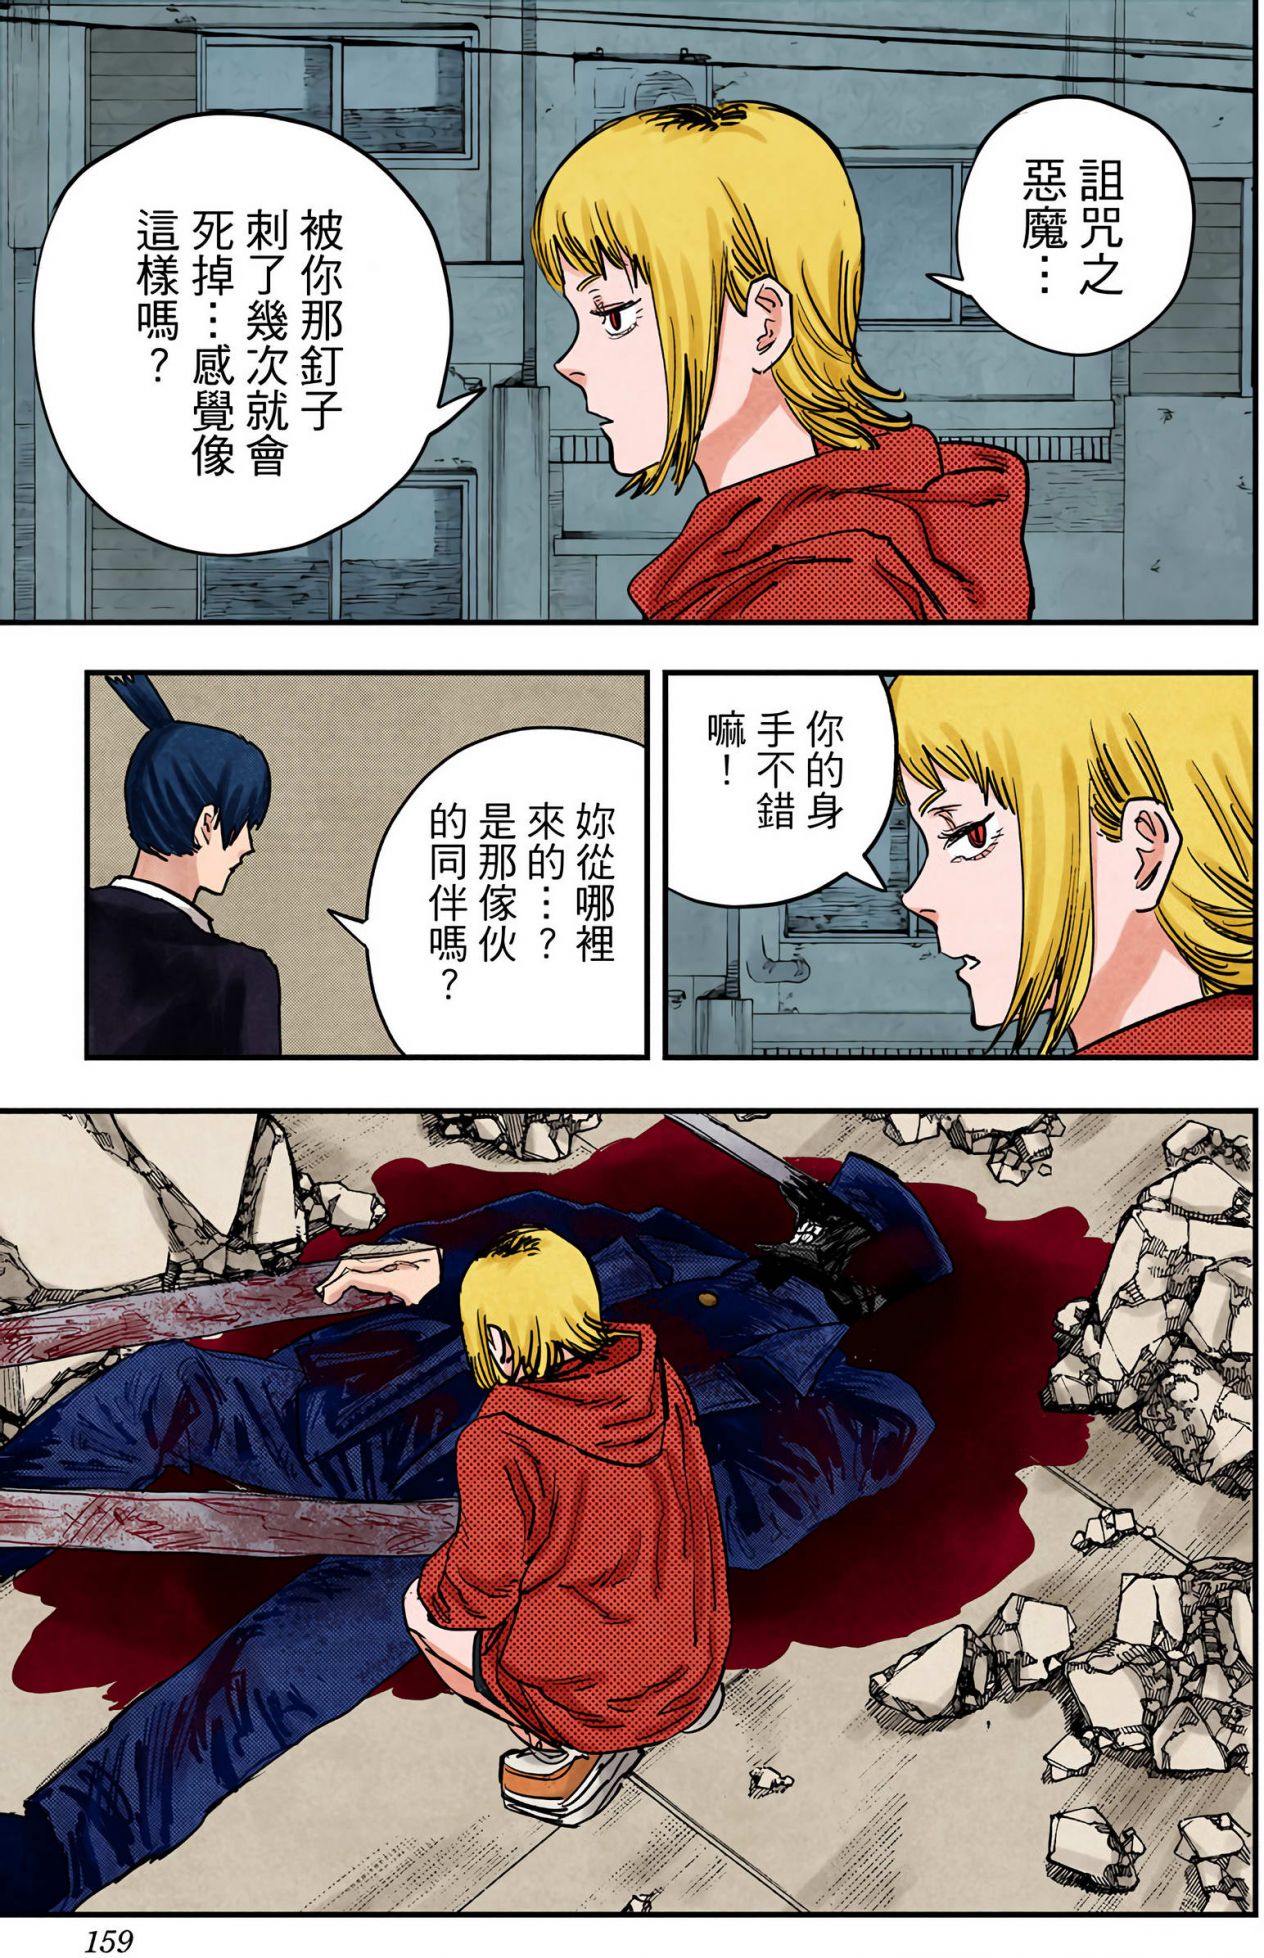 詛咒之
惡魔…
被你那釘子
刺了幾次就會
死掉…感覺像
這樣嗎？
你的身
手不錯
嘛！
妳從哪裡
來的…？
是那傢伙
的同伴嗎？
159